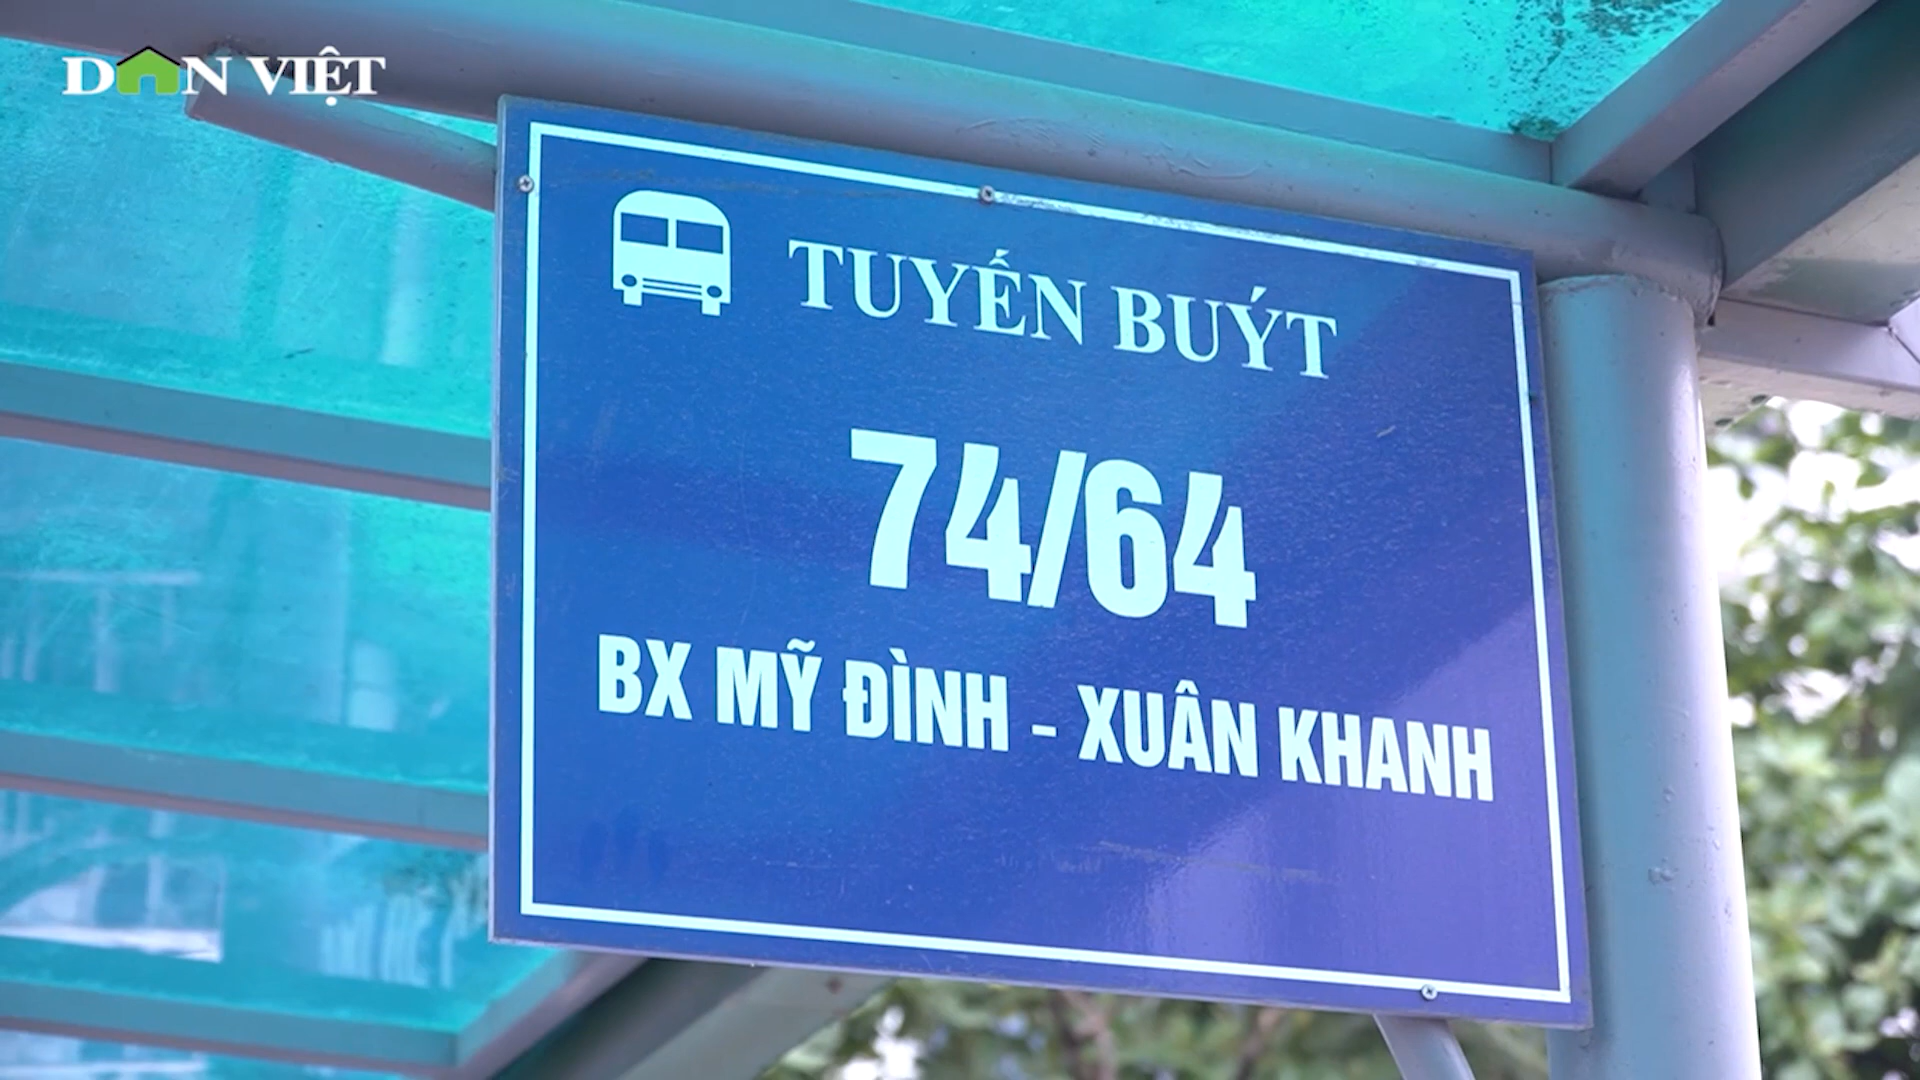 DÂN VIỆT
TUYẾN BUÝT
74/64
BX MỸ ĐÌNH - XUÂN KHANH